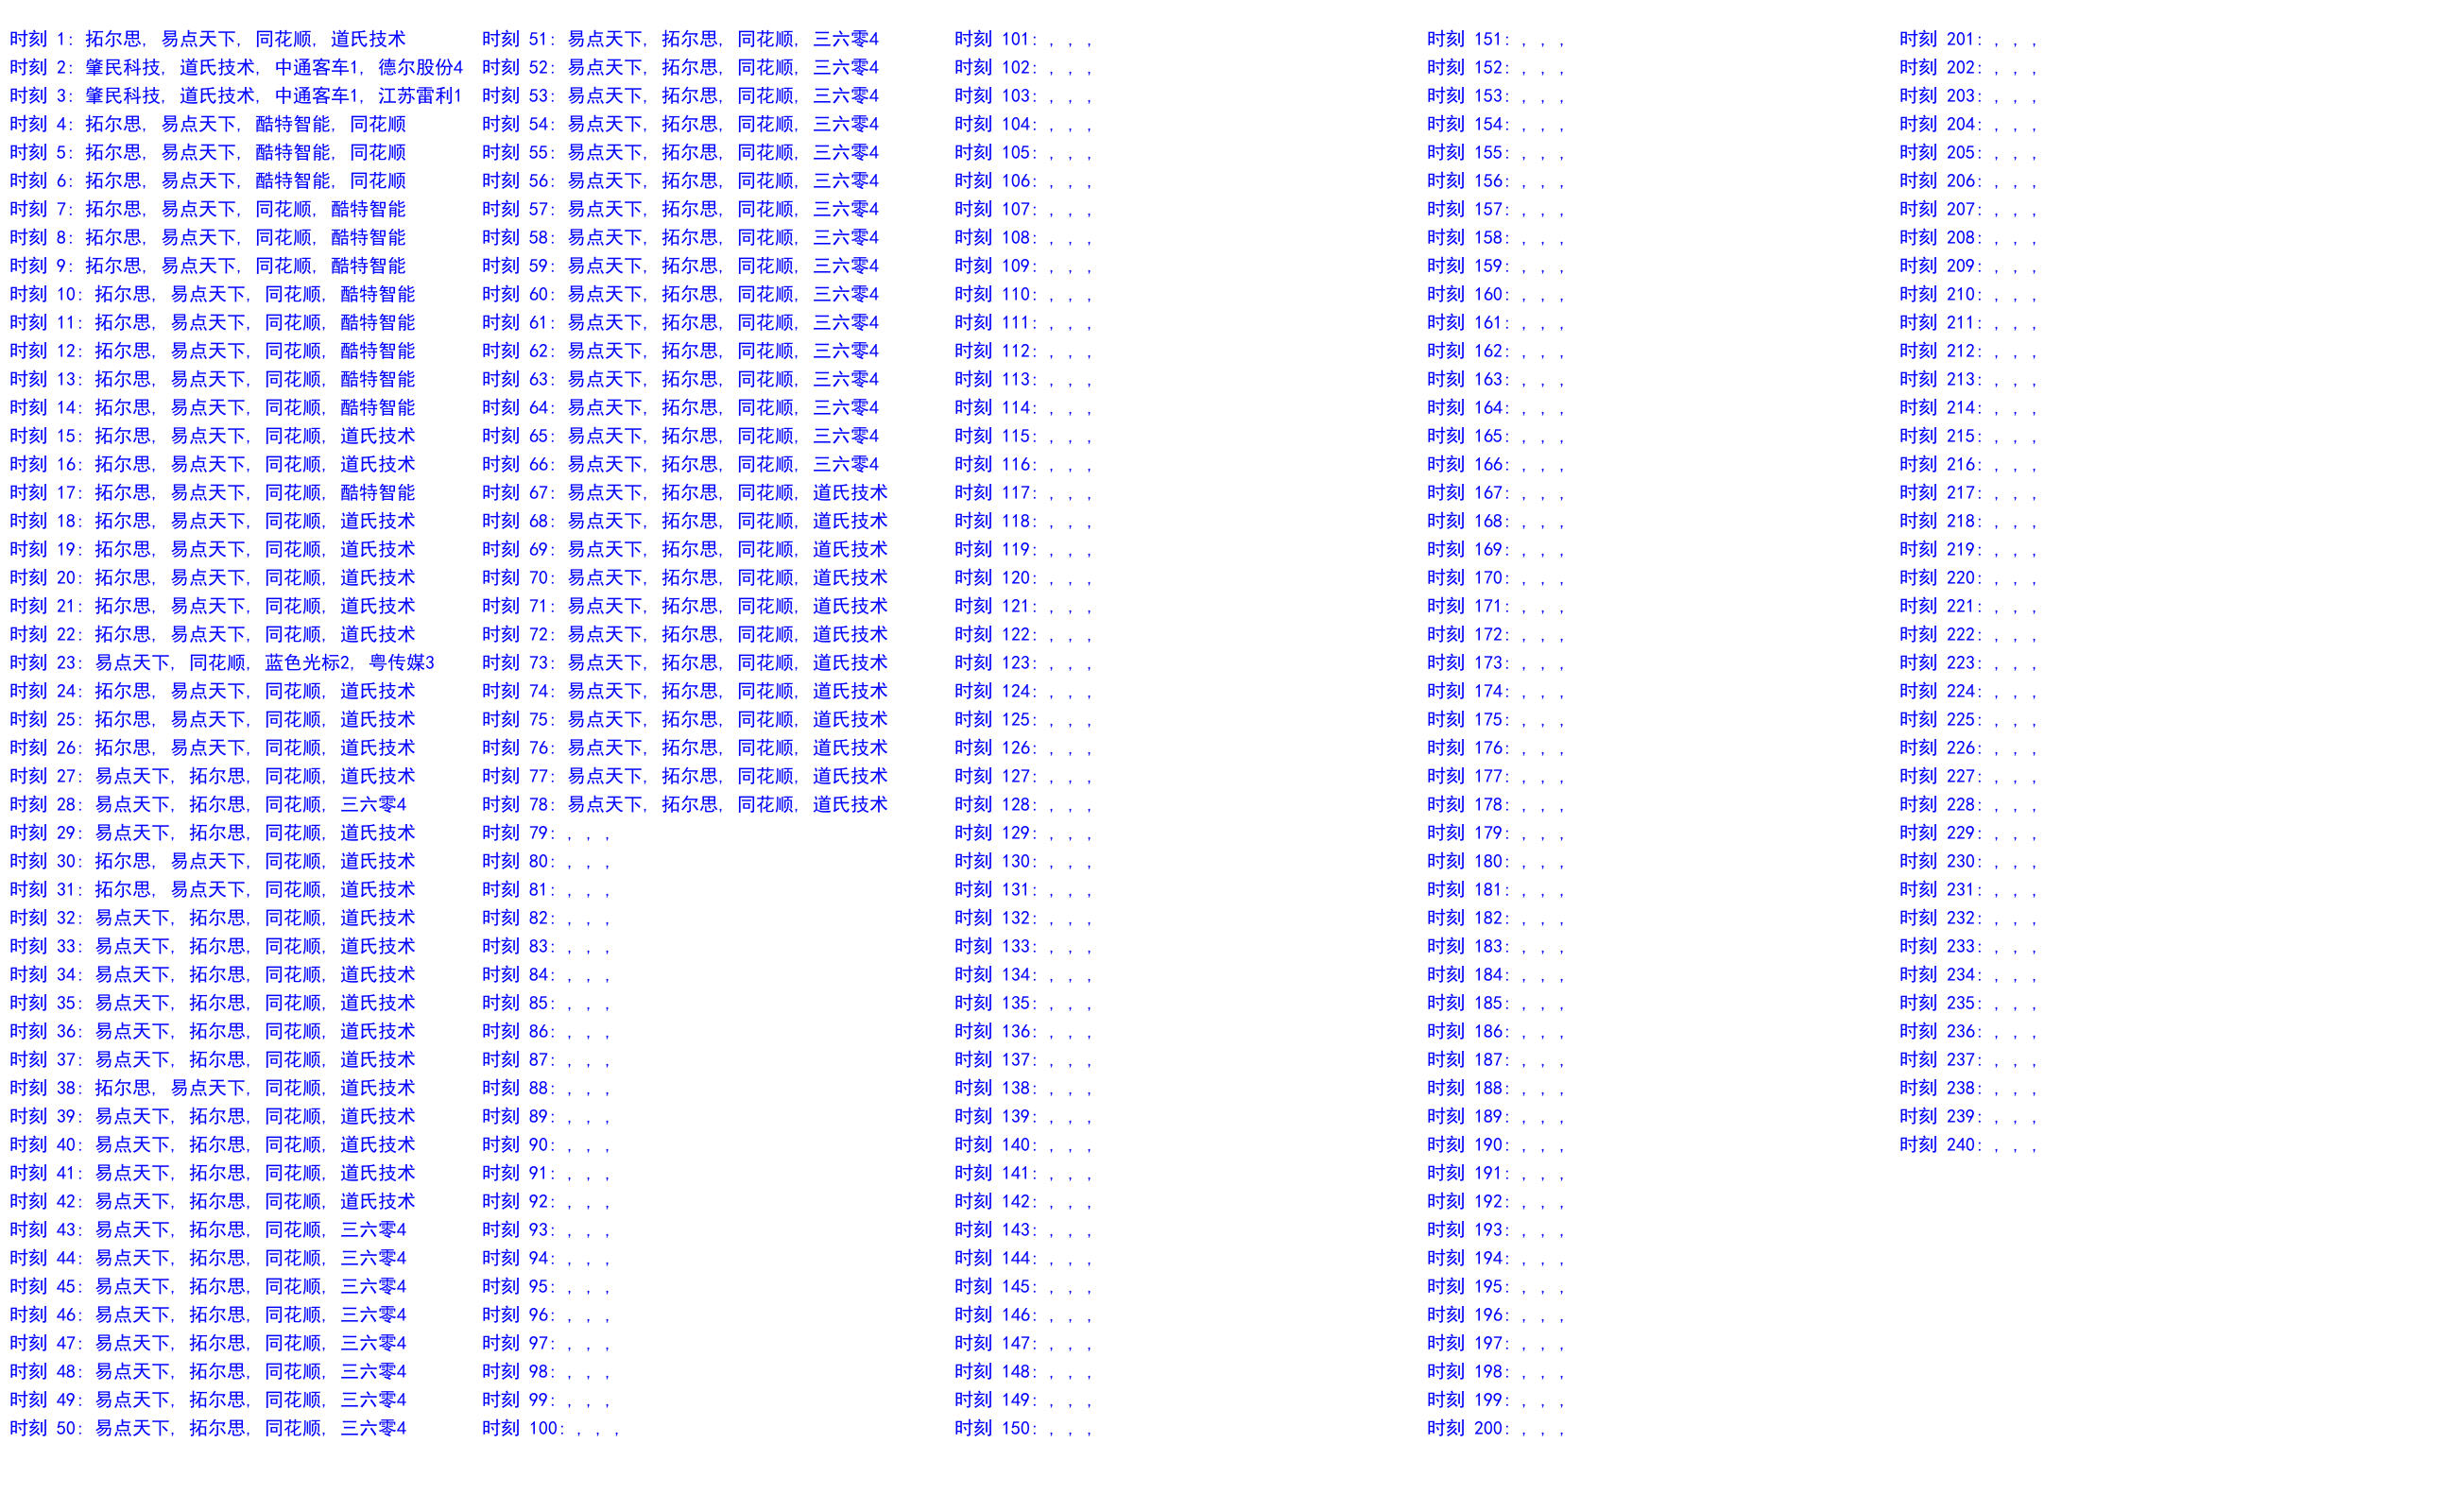 时刻 1: 拓尔思, 易点天下, 同花顺, 道氏技术
时刻 2: 肇民科技, 道氏技术, 中通客车1, 德尔股份4
时刻 3: 肇民科技, 道氏技术, 中通客车1, 江苏雷利1
时刻 4: 拓尔思, 易点天下, 酷特智能, 同花顺
时刻 5: 拓尔思, 易点天下, 酷特智能, 同花顺
时刻 6: 拓尔思, 易点天下, 酷特智能, 同花顺
时刻 7: 拓尔思, 易点天下, 同花顺, 酷特智能
时刻 8: 拓尔思, 易点天下, 同花顺, 酷特智能
时刻 9: 拓尔思, 易点天下, 同花顺, 酷特智能
时刻 10: 拓尔思, 易点天下, 同花顺, 酷特智能
时刻 11: 拓尔思, 易点天下, 同花顺, 酷特智能
时刻 12: 拓尔思, 易点天下, 同花顺, 酷特智能
时刻 13: 拓尔思, 易点天下, 同花顺, 酷特智能
时刻 14: 拓尔思, 易点天下, 同花顺, 酷特智能
时刻 15: 拓尔思, 易点天下, 同花顺, 道氏技术
时刻 16: 拓尔思, 易点天下, 同花顺, 道氏技术
时刻 17: 拓尔思, 易点天下, 同花顺, 酷特智能
时刻 18: 拓尔思, 易点天下, 同花顺, 道氏技术
时刻 19: 拓尔思, 易点天下, 同花顺, 道氏技术
时刻 20: 拓尔思, 易点天下, 同花顺, 道氏技术
时刻 21: 拓尔思, 易点天下, 同花顺, 道氏技术
时刻 22: 拓尔思, 易点天下, 同花顺, 道氏技术
时刻 23: 易点天下, 同花顺, 蓝色光标2, 粤传媒3
时刻 24: 拓尔思, 易点天下, 同花顺, 道氏技术
时刻 25: 拓尔思, 易点天下, 同花顺, 道氏技术
时刻 26: 拓尔思, 易点天下, 同花顺, 道氏技术
时刻 27: 易点天下, 拓尔思, 同花顺, 道氏技术
时刻 28: 易点天下, 拓尔思, 同花顺, 三六零4
时刻 29: 易点天下, 拓尔思, 同花顺, 道氏技术
时刻 30: 拓尔思, 易点天下, 同花顺, 道氏技术
时刻 31: 拓尔思, 易点天下, 同花顺, 道氏技术
时刻 32: 易点天下, 拓尔思, 同花顺, 道氏技术
时刻 33: 易点天下, 拓尔思, 同花顺, 道氏技术
时刻 34: 易点天下, 拓尔思, 同花顺, 道氏技术
时刻 35: 易点天下, 拓尔思, 同花顺, 道氏技术
时刻 36: 易点天下, 拓尔思, 同花顺, 道氏技术
时刻 37: 易点天下, 拓尔思, 同花顺, 道氏技术
时刻 38: 拓尔思, 易点天下, 同花顺, 道氏技术
时刻 39: 易点天下, 拓尔思, 同花顺, 道氏技术
时刻 40: 易点天下, 拓尔思, 同花顺, 道氏技术
时刻 41: 易点天下, 拓尔思, 同花顺, 道氏技术
时刻 42: 易点天下, 拓尔思, 同花顺, 道氏技术
时刻 43: 易点天下, 拓尔思, 同花顺, 三六零4
时刻 44: 易点天下, 拓尔思, 同花顺, 三六零4
时刻 45: 易点天下, 拓尔思, 同花顺, 三六零4
时刻 46: 易点天下, 拓尔思, 同花顺, 三六零4
时刻 47: 易点天下, 拓尔思, 同花顺, 三六零4
时刻 48: 易点天下, 拓尔思, 同花顺, 三六零4
时刻 49: 易点天下, 拓尔思, 同花顺, 三六零4
时刻 50: 易点天下, 拓尔思, 同花顺, 三六零4
时刻 51: 易点天下, 拓尔思, 同花顺, 三六零4
时刻 52: 易点天下, 拓尔思, 同花顺, 三六零4
时刻 53: 易点天下, 拓尔思, 同花顺, 三六零4
时刻 54: 易点天下, 拓尔思, 同花顺, 三六零4
时刻 55: 易点天下, 拓尔思, 同花顺, 三六零4
时刻 56: 易点天下, 拓尔思, 同花顺, 三六零4
时刻 57: 易点天下, 拓尔思, 同花顺, 三六零4
时刻 58: 易点天下, 拓尔思, 同花顺, 三六零4
时刻 59: 易点天下, 拓尔思, 同花顺, 三六零4
时刻 60: 易点天下, 拓尔思, 同花顺, 三六零4
时刻 61: 易点天下, 拓尔思, 同花顺, 三六零4
时刻 62: 易点天下, 拓尔思, 同花顺, 三六零4
时刻 63: 易点天下, 拓尔思, 同花顺, 三六零4
时刻 64: 易点天下, 拓尔思, 同花顺, 三六零4
时刻 65: 易点天下, 拓尔思, 同花顺, 三六零4
时刻 66: 易点天下, 拓尔思, 同花顺, 三六零4
时刻 67: 易点天下, 拓尔思, 同花顺, 道氏技术
时刻 68: 易点天下, 拓尔思, 同花顺, 道氏技术
时刻 69: 易点天下, 拓尔思, 同花顺, 道氏技术
时刻 70: 易点天下, 拓尔思, 同花顺, 道氏技术
时刻 71: 易点天下, 拓尔思, 同花顺, 道氏技术
时刻 72: 易点天下, 拓尔思, 同花顺, 道氏技术
时刻 73: 易点天下, 拓尔思, 同花顺, 道氏技术
时刻 74: 易点天下, 拓尔思, 同花顺, 道氏技术
时刻 75: 易点天下, 拓尔思, 同花顺, 道氏技术
时刻 76: 易点天下, 拓尔思, 同花顺, 道氏技术
时刻 77: 易点天下, 拓尔思, 同花顺, 道氏技术
时刻 78: 易点天下, 拓尔思, 同花顺, 道氏技术
时刻 79: , , ,
时刻 80: , , ,
时刻 81: , , ,
时刻 82: , , ,
时刻 83: , , ,
时刻 84: , , ,
时刻 85: , , ,
时刻 86: , , ,
时刻 87: , , ,
时刻 88: , , ,
时刻 89: , , ,
时刻 90: , , ,
时刻 91: , , ,
时刻 92: , , ,
时刻 93: , , ,
时刻 94: , , ,
时刻 95: , , ,
时刻 96: , , ,
时刻 97: , , ,
时刻 98: , , ,
时刻 99: , , ,
时刻 100: , , ,
时刻 101: , , ,
时刻 102: , , ,
时刻 103: , , ,
时刻 104: , , ,
时刻 105: , , ,
时刻 106: , , ,
时刻 107: , , ,
时刻 108: , , ,
时刻 109: , , ,
时刻 110: , , ,
时刻 111: , , ,
时刻 112: , , ,
时刻 113: , , ,
时刻 114: , , ,
时刻 115: , , ,
时刻 116: , , ,
时刻 117: , , ,
时刻 118: , , ,
时刻 119: , , ,
时刻 120: , , ,
时刻 121: , , ,
时刻 122: , , ,
时刻 123: , , ,
时刻 124: , , ,
时刻 125: , , ,
时刻 126: , , ,
时刻 127: , , ,
时刻 128: , , ,
时刻 129: , , ,
时刻 130: , , ,
时刻 131: , , ,
时刻 132: , , ,
时刻 133: , , ,
时刻 134: , , ,
时刻 135: , , ,
时刻 136: , , ,
时刻 137: , , ,
时刻 138: , , ,
时刻 139: , , ,
时刻 140: , , ,
时刻 141: , , ,
时刻 142: , , ,
时刻 143: , , ,
时刻 144: , , ,
时刻 145: , , ,
时刻 146: , , ,
时刻 147: , , ,
时刻 148: , , ,
时刻 149: , , ,
时刻 150: , , ,
时刻 151: , , ,
时刻 152: , , ,
时刻 153: , , ,
时刻 154: , , ,
时刻 155: , , ,
时刻 156: , , ,
时刻 157: , , ,
时刻 158: , , ,
时刻 159: , , ,
时刻 160: , , ,
时刻 161: , , ,
时刻 162: , , ,
时刻 163: , , ,
时刻 164: , , ,
时刻 165: , , ,
时刻 166: , , ,
时刻 167: , , ,
时刻 168: , , ,
时刻 169: , , ,
时刻 170: , , ,
时刻 171: , , ,
时刻 172: , , ,
时刻 173: , , ,
时刻 174: , , ,
时刻 175: , , ,
时刻 176: , , ,
时刻 177: , , ,
时刻 178: , , ,
时刻 179: , , ,
时刻 180: , , ,
时刻 181: , , ,
时刻 182: , , ,
时刻 183: , , ,
时刻 184: , , ,
时刻 185: , , ,
时刻 186: , , ,
时刻 187: , , ,
时刻 188: , , ,
时刻 189: , , ,
时刻 190: , , ,
时刻 191: , , ,
时刻 192: , , ,
时刻 193: , , ,
时刻 194: , , ,
时刻 195: , , ,
时刻 196: , , ,
时刻 197: , , ,
时刻 198: , , ,
时刻 199: , , ,
时刻 200: , , ,
时刻 201: , , ,
时刻 202: , , ,
时刻 203: , , ,
时刻 204: , , ,
时刻 205: , , ,
时刻 206: , , ,
时刻 207: , , ,
时刻 208: , , ,
时刻 209: , , ,
时刻 210: , , ,
时刻 211: , , ,
时刻 212: , , ,
时刻 213: , , ,
时刻 214: , , ,
时刻 215: , , ,
时刻 216: , , ,
时刻 217: , , ,
时刻 218: , , ,
时刻 219: , , ,
时刻 220: , , ,
时刻 221: , , ,
时刻 222: , , ,
时刻 223: , , ,
时刻 224: , , ,
时刻 225: , , ,
时刻 226: , , ,
时刻 227: , , ,
时刻 228: , , ,
时刻 229: , , ,
时刻 230: , , ,
时刻 231: , , ,
时刻 232: , , ,
时刻 233: , , ,
时刻 234: , , ,
时刻 235: , , ,
时刻 236: , , ,
时刻 237: , , ,
时刻 238: , , ,
时刻 239: , , ,
时刻 240: , , ,